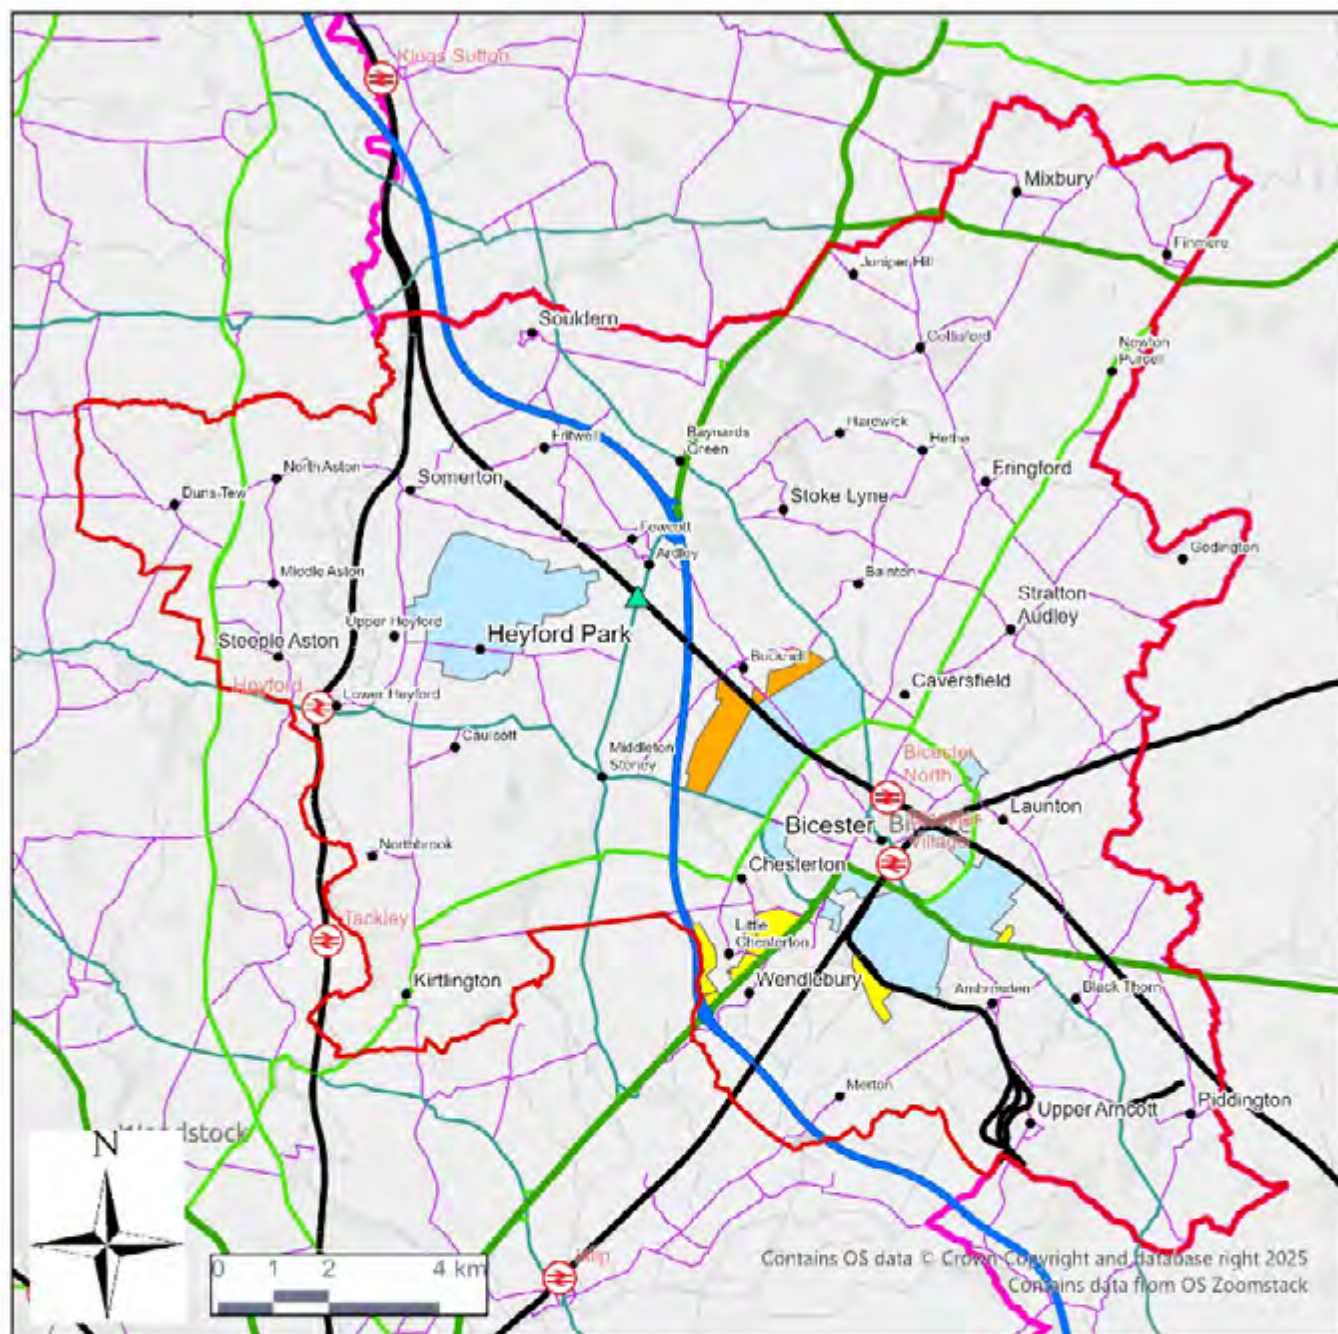 Kings Sutton
Mixbury
Finmere
Juniper Hill
Souldern
Cottisford
Newton
Purcell
Hardwick
Baynards
Green
Hethe
Fritwell
Fringford
North Aston
Somerton
Duns Tew
Stoke Lyne
Fewcott
Ardley
Godington
Middle Aston
Bainton
Stratton
Audley
Upper Heyford
Steeple Aston
Heyford Park
Bucknell
Heyford
Lower Heyford
Caversfield
Caulcott
Middleton
Stoney
Bicester
North
Launton
Bicester
Village
Northbrook
Chesterton
Tackley
Little
Chesterton
Kirtlington
Wendlebury
Ambrosden
Black Thorn
Merton
Upper Arncott
Piddington
N
0 1 2 4 km
Islip
Contains OS data © Crown Copyright and database right 2025
Contains data from OS Zoomstack